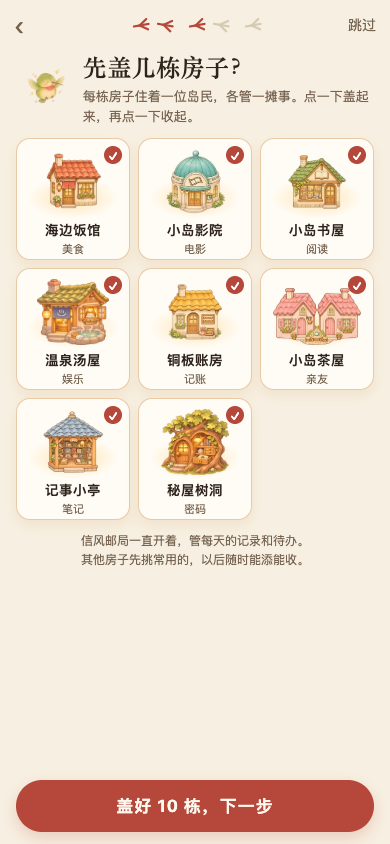 跳过
先盖几栋房子?
每栋房子住着一位岛民，各管一摊事。点一下盖起
来，再点一下收起。
海边饭馆
美食
小岛影院
电影
小岛书屋
阅读
温泉汤屋
娱乐
铜板账房
记账
小岛茶屋
亲友
记事小亭
笔记
秘屋树洞
密码
信风邮局一直开着，管每天的记录和待办。
其他房子先挑常用的，以后随时能添能收。
盖好 10 栋，下一步